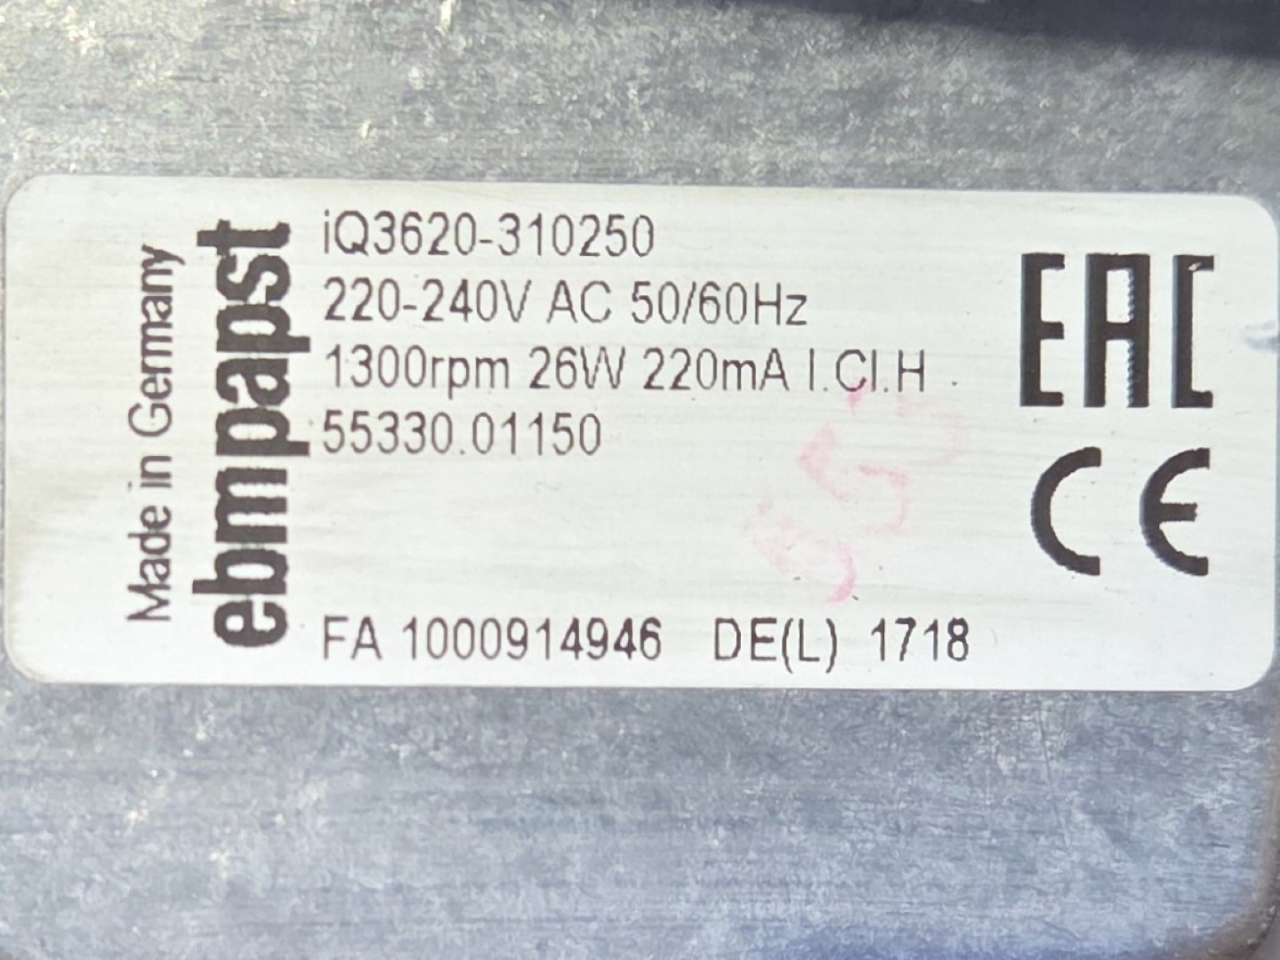 Made in Germany
ebmpapst
iQ3620-310250
220-240V AC 50/60Hz
1300rpm 26W 220mA I.Cl.H
55330.01150
FA 1000914946 DE(L) 1718
EAC
CE